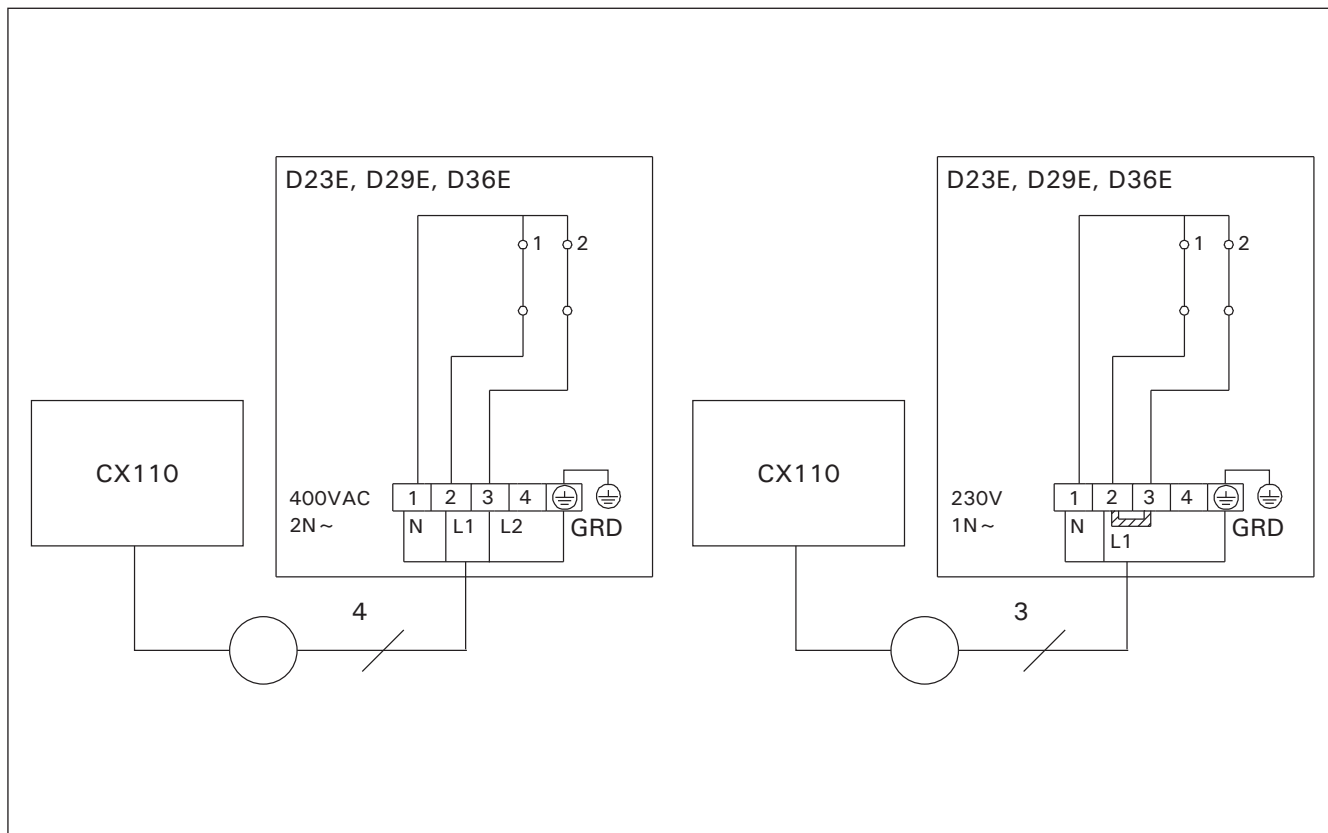 D23E, D29E, D36E
1 2
CX110
400VAC
2N~
1 2 3 4
N L1 L2 GRD
4
D23E, D29E, D36E
1 2
CX110
230V
1N~
1 2 3 4
N L1 GRD
3